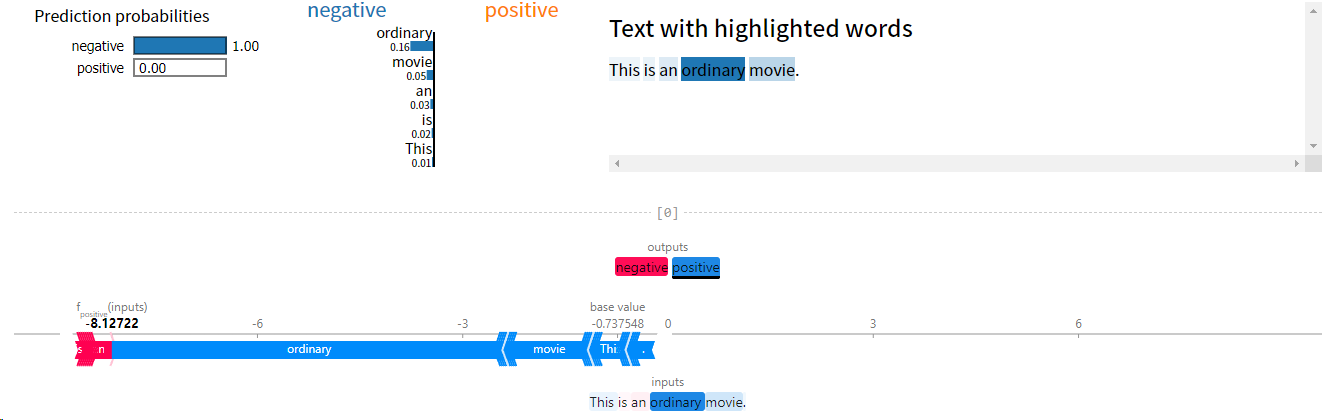 Prediction probabilities
negative 1.00
positive 0.00
negative positive
ordinary
0.16
movie
0.05
an
0.03
is
0.02
This
0.01
Text with highlighted words
This is an ordinary movie.
[0]
outputs
negative positive
f positive (inputs) base value
-8.12722 -6 -3 -0.737548 0 3 6
s n ordinary movie Thi .
inputs
This is an ordinary movie.